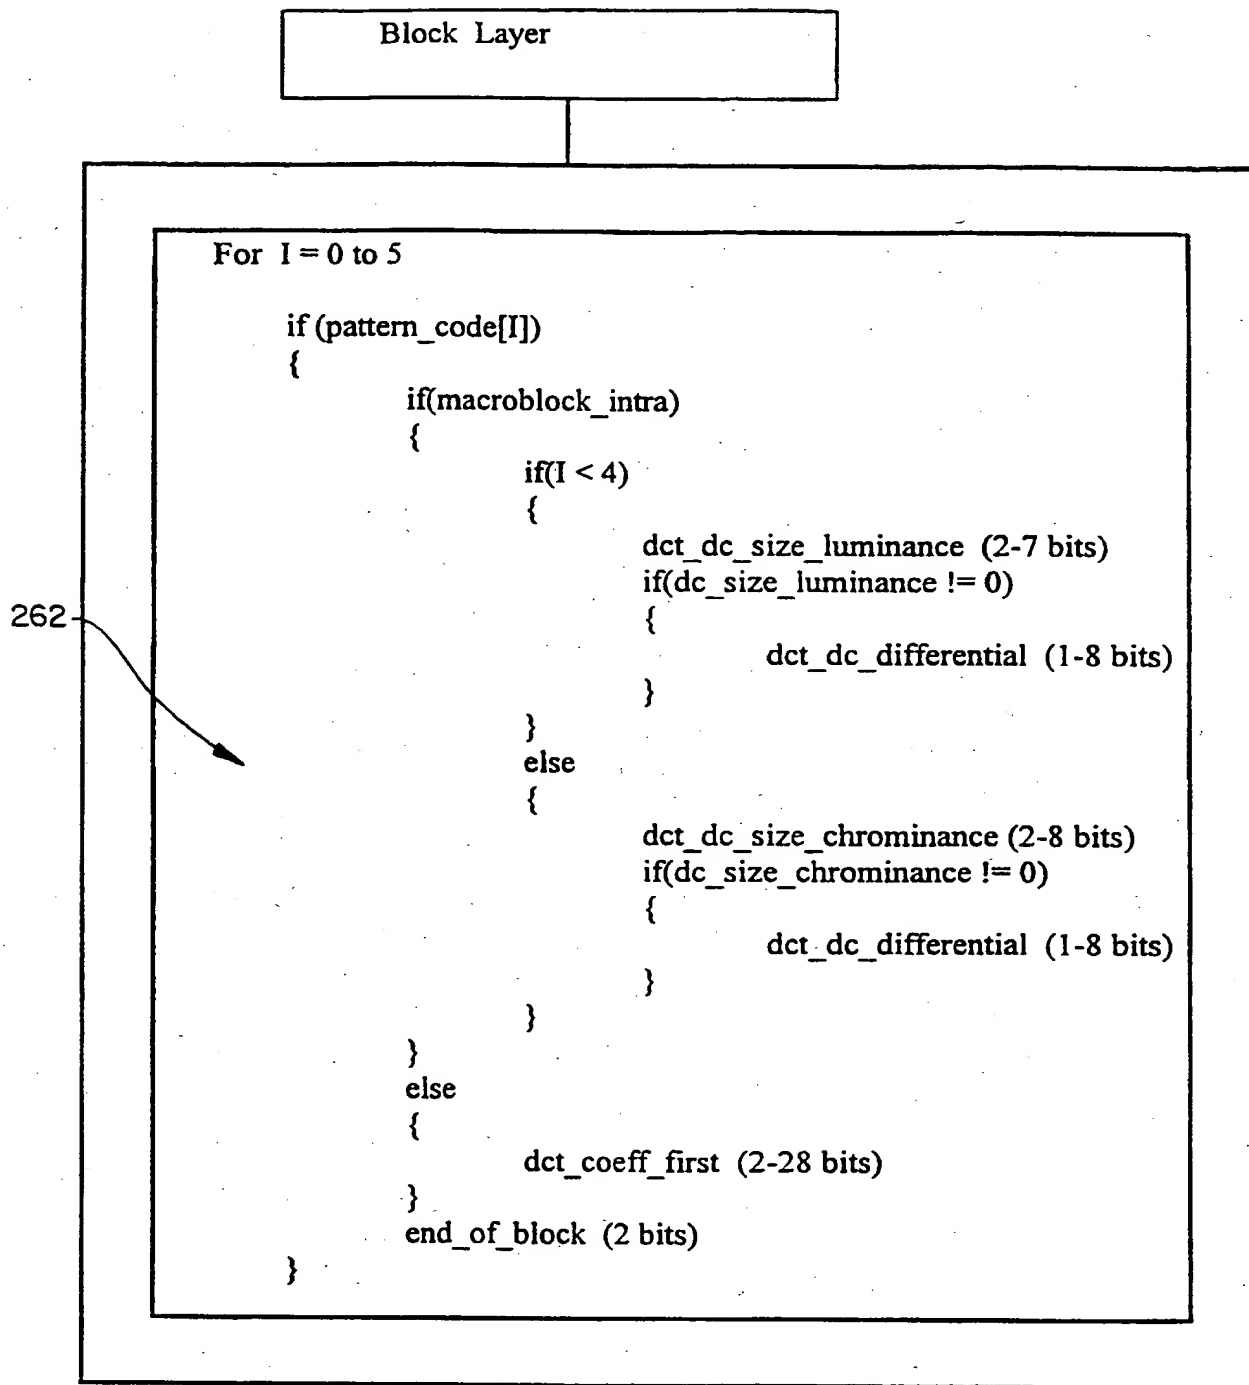 Block Layer
For I = 0 to 5
if (pattern_code[I])
{
if(macroblock_intra)
{
if(I < 4)
{
dct_dc_size_luminance (2-7 bits)
if(dc_size_luminance != 0)
{
dct_dc_differential (1-8 bits)
}
}
else
{
dct_dc_size_chrominance (2-8 bits)
if(dc_size_chrominance != 0)
{
dct_dc_differential (1-8 bits)
}
}
}
else
{
dct_coeff_first (2-28 bits)
}
end_of_block (2 bits)
}
262